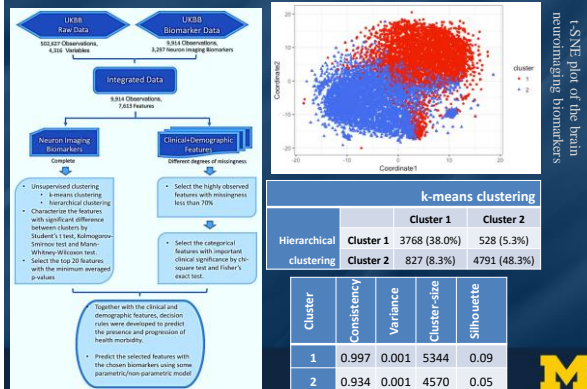 UKBB
Raw Data
502,627 Observations,
4,316 Variables
UKBB
Biomarker Data
9,914 Observations,
3,297 Neuron Imaging Biomarkers
Integrated Data
9,914 Observations,
7,613 Features
Neuron Imaging
Biomarkers
Complete
• Unsupervised clustering
• k-means clustering
• hierarchical clustering
• Characterize the features
with significant difference
between clusters by
Student's t test, Kolmogorov-
Smirnov test and Mann-
Whitney-Wilcoxon test.
• Select the top 20 features
with the minimum averaged
p-values
Clinical+Demographic
Features
Different degrees of missingness
• Select the highly observed
features with missingness
less than 70%
• Select the categorical
features with important
clinical significance by chi-
square test and Fisher's
exact test.
• Together with the clinical and
demographic features, decision
rules were developed to predict
the presence and progression of
health morbidity.
• Predict the selected features with
the chosen biomarkers using some
parametric/non-parametric model
20
10
0
-10
-20
Coordinate2
-20 -10 0 10 20
Coordinate1
cluster
1
2
t-SNE plot of the brain
neuroimaging biomarkers
k-means clustering
Cluster 1 Cluster 2
Hierarchical
clustering
Cluster 1 3768 (38.0%) 528 (5.3%)
Cluster 2 827 (8.3%) 4791 (48.3%)
Cluster Consistency Variance Cluster-size Silhouette
1 0.997 0.001 5344 0.09
2 0.934 0.001 4570 0.05
M